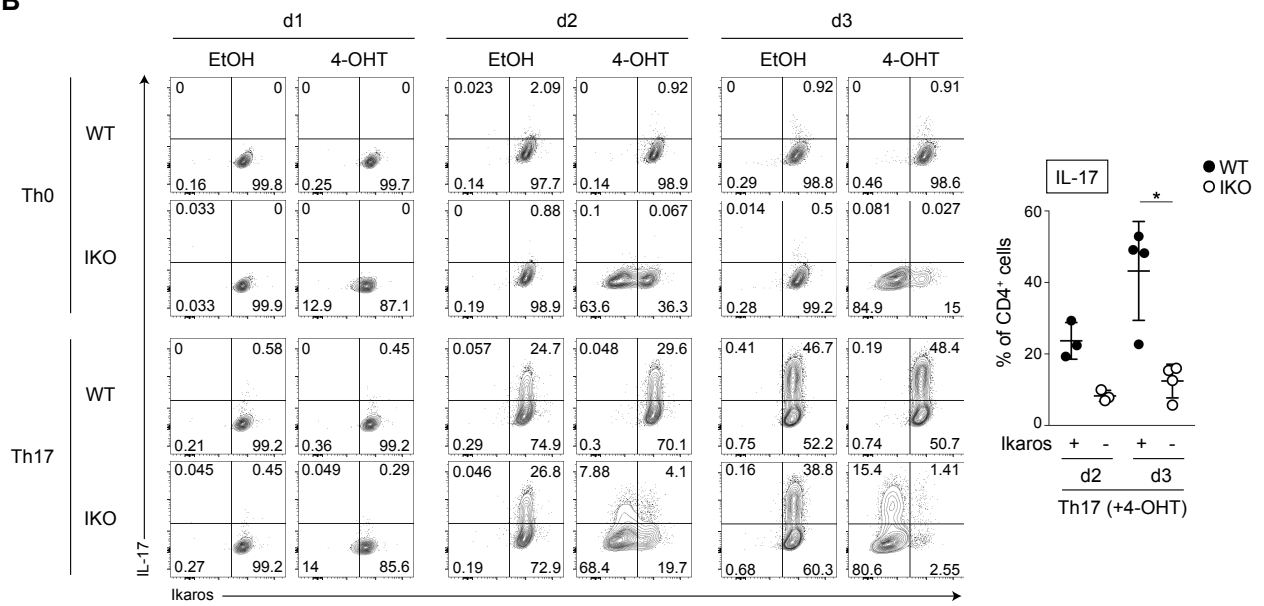 B
d1 d2 d3
EtOH 4-OHT EtOH 4-OHT EtOH 4-OHT
Th0
WT
0 0 0 0 0.023 2.09 0 0.92 0 0.92 0 0.91
0.16 99.8 0.25 99.7 0.14 97.7 0.14 98.9 0.29 98.8 0.46 98.6
IKO
0.033 0 0 0 0 0.88 0.1 0.067 0.014 0.5 0.081 0.027
0.033 99.9 12.9 87.1 0.19 98.9 63.6 36.3 0.28 99.2 84.9 15
Th17
WT
0 0.58 0 0.45 0.057 24.7 0.048 29.6 0.41 46.7 0.19 48.4
0.21 99.2 0.36 99.2 0.29 74.9 0.3 70.1 0.75 52.2 0.74 50.7
IKO
0.045 0.45 0.049 0.29 0.046 26.8 7.88 4.1 0.16 38.8 15.4 1.41
0.27 99.2 14 85.6 0.19 72.9 68.4 19.7 0.68 60.3 80.6 2.55
IL-17
Ikaros
IL-17
WT
IKO
*
% of CD4⁺ cells
60
40
20
0
Ikaros + - + -
d2 d3
Th17 (+4-OHT)